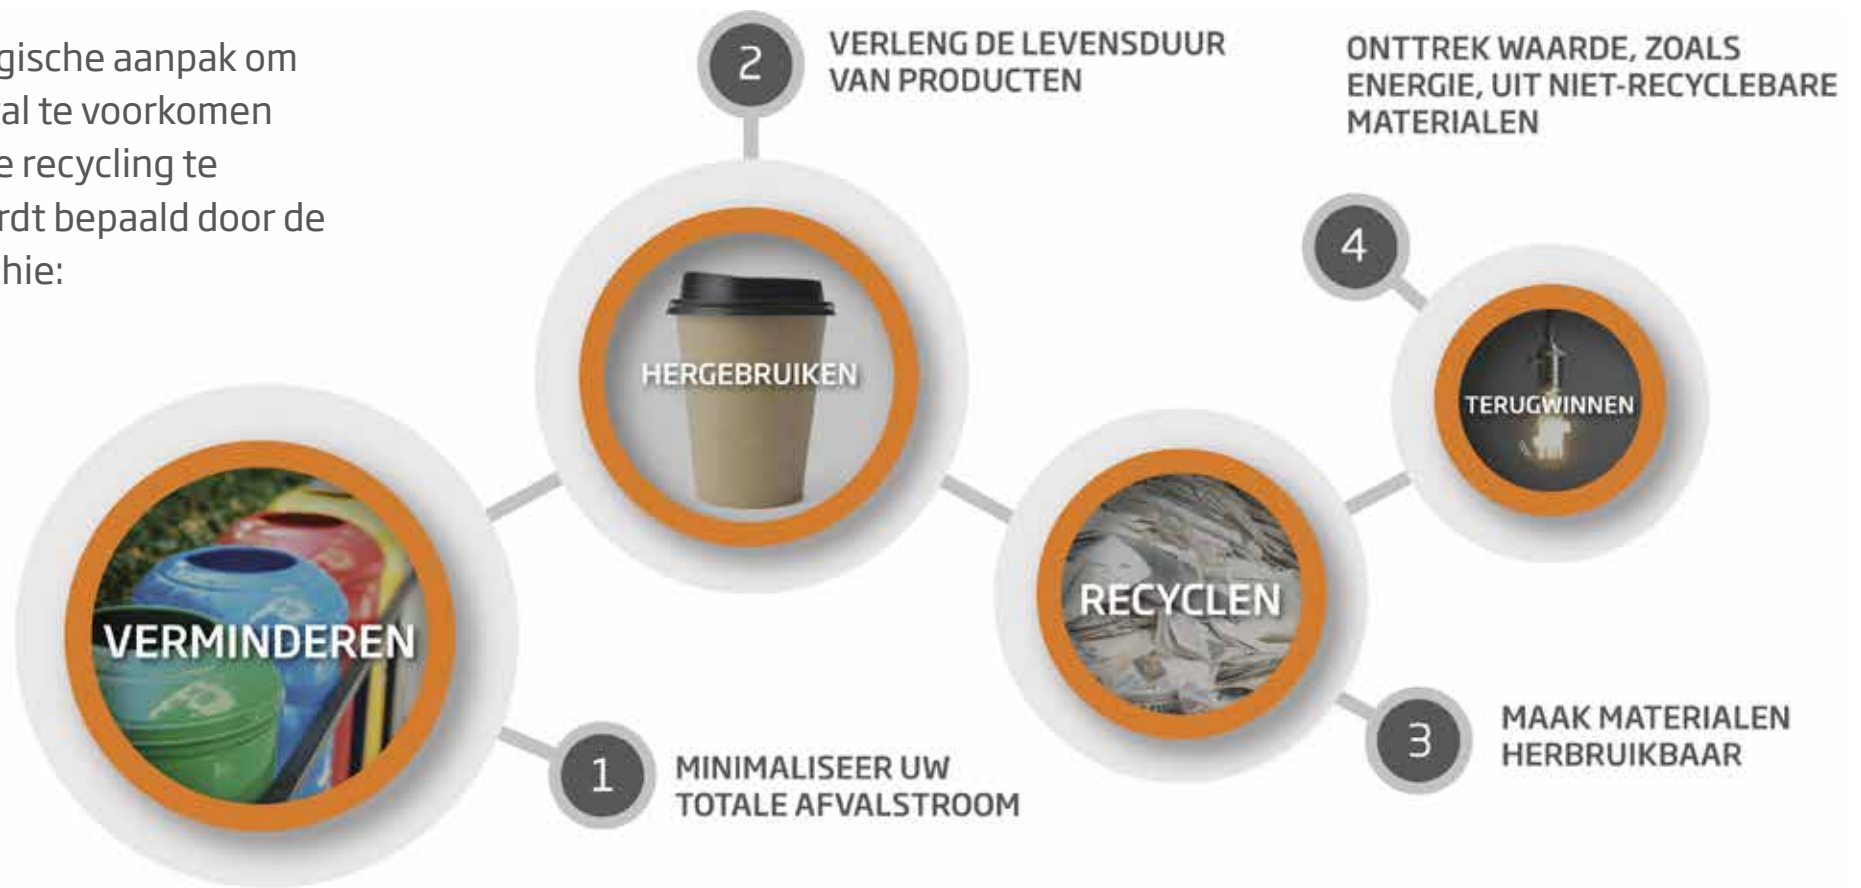 gische aanpak om
al te voorkomen
e recycling te
rdt bepaald door de
hie:
2
VERLENG DE LEVENSDUUR
VAN PRODUCTEN
ONTTREK WAARDE, ZOALS
ENERGIE, UIT NIET-RECYCLEBARE
MATERIALEN
4
HERGEBRUIKEN
TERUGWINNEN
RECYCLEN
VERMINDEREN
1
MINIMALISEER UW
TOTALE AFVALSTROOM
3
MAAK MATERIALEN
HERBRUIKBAAR